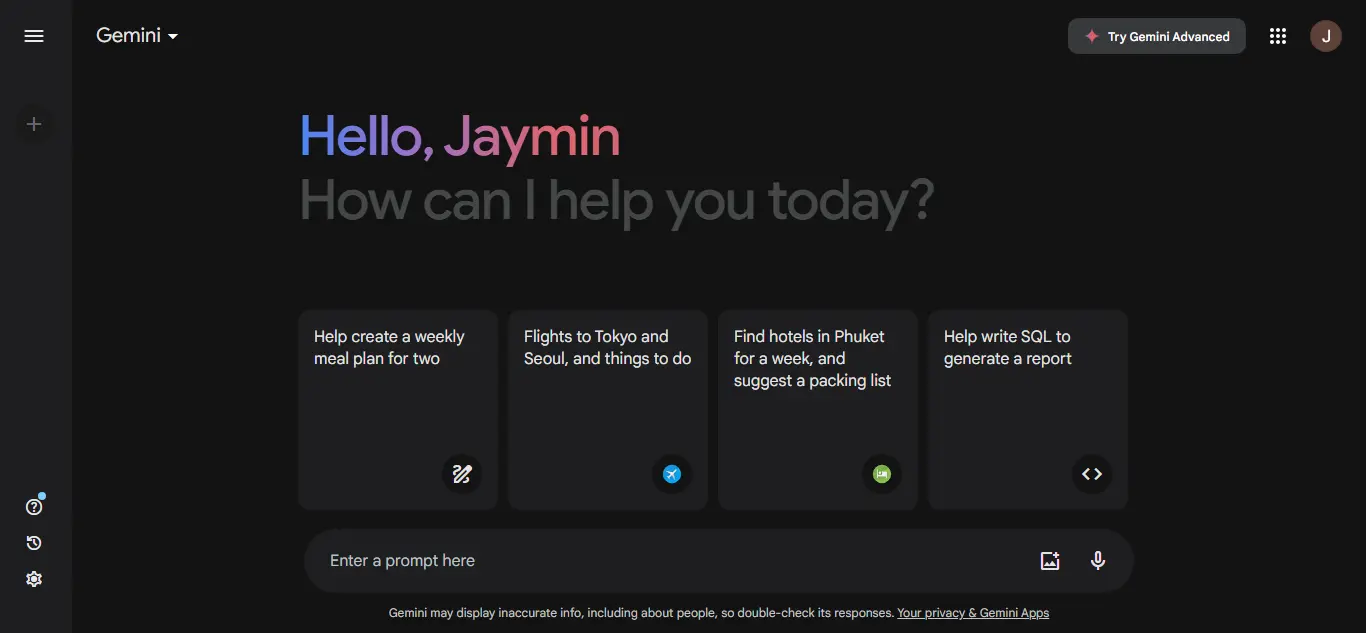 Gemini
Try Gemini Advanced
J
Hello, Jaymin
How can I help you today?
Help create a weekly
meal plan for two
Flights to Tokyo and
Seoul, and things to do
Find hotels in Phuket
for a week, and
suggest a packing list
Help write SQL to
generate a report
Enter a prompt here
Gemini may display inaccurate info, including about people, so double-check its responses. Your privacy & Gemini Apps